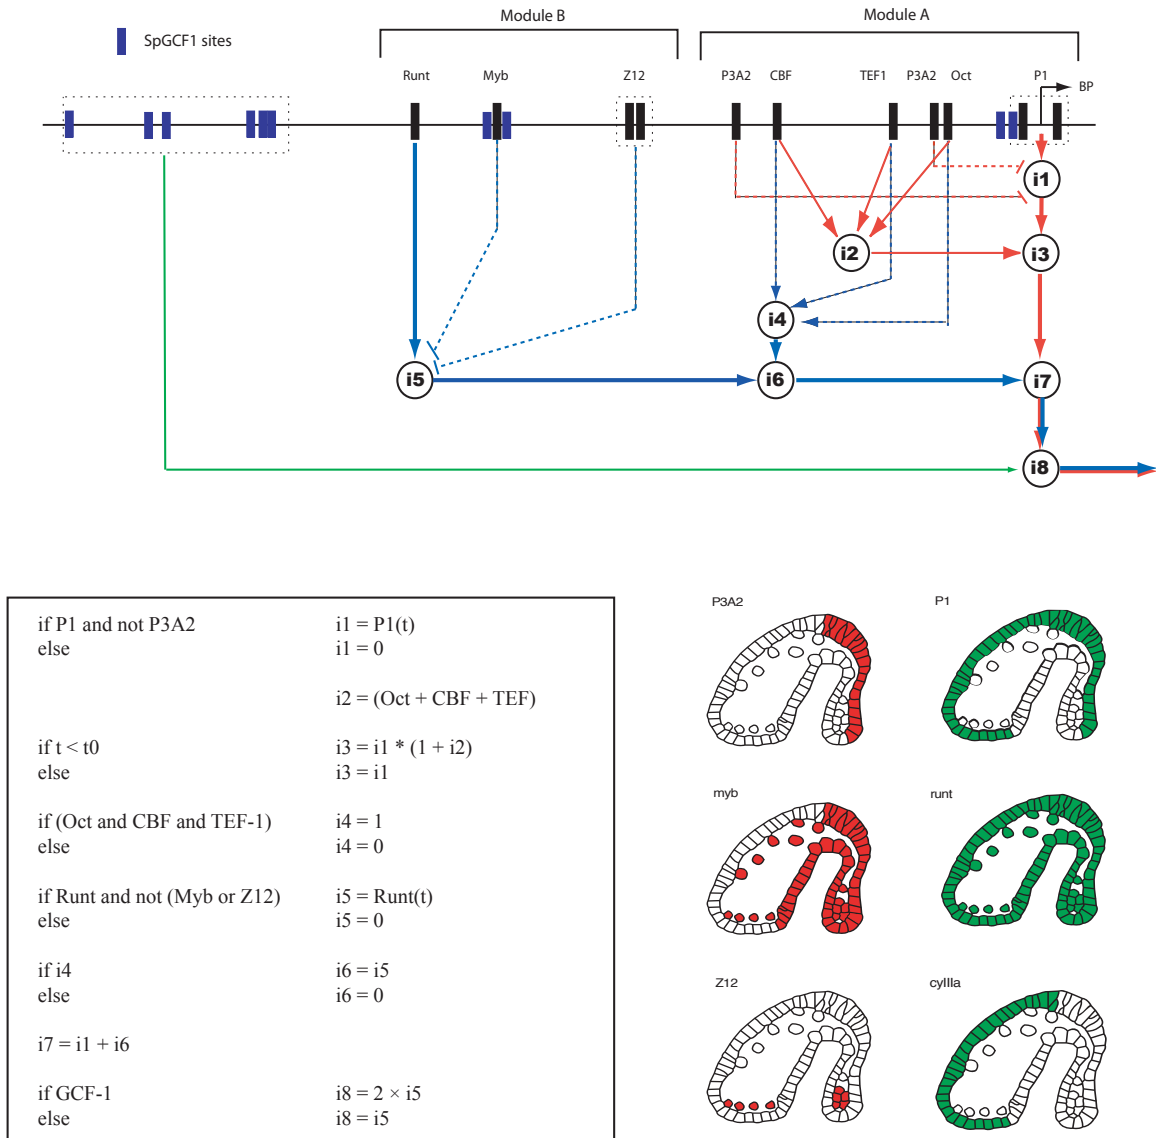 Module B
Module A
SpGCF1 sites
Runt
Myb
Z12
P3A2
CBF
TEF1
P3A2
Oct
P1
BP
i1
i2
i3
i4
i5
i6
i7
i8
if P1 and not P3A2 i1 = P1(t)
else i1 = 0
i2 = (Oct + CBF + TEF)
if t < t0 i3 = i1 * (1 + i2)
else i3 = i1
if (Oct and CBF and TEF-1) i4 = 1
else i4 = 0
if Runt and not (Myb or Z12) i5 = Runt(t)
else i5 = 0
if i4 i6 = i5
else i6 = 0
i7 = i1 + i6
if GCF-1 i8 = 2 × i5
else i8 = i5
P3A2
P1
myb
runt
Z12
cyIIIa